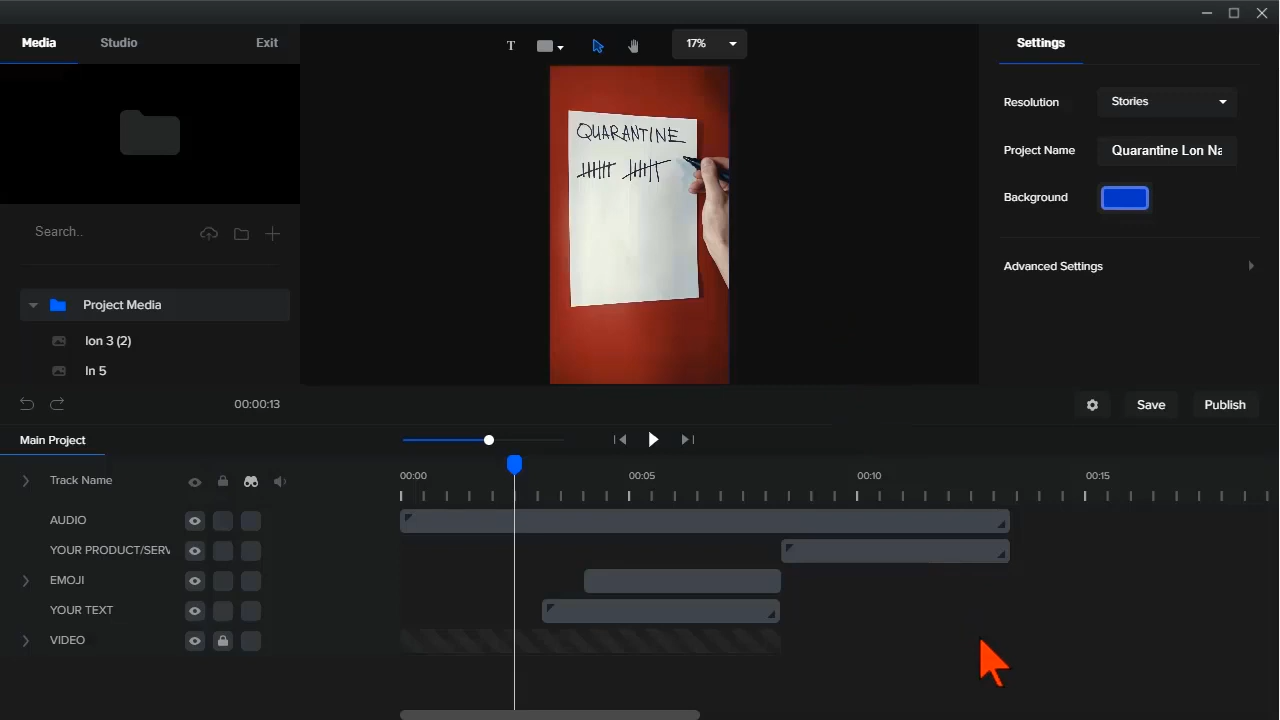 Media Studio Exit
T 17%
Settings
Resolution Stories
Project Name Quarantine Lon Na
Background
Advanced Settings
QUARANTINE
Search..
Project Media
lon 3 (2)
ln 5
00:00:13
Save Publish
Main Project
Track Name
00:00 00:05 00:10 00:15
AUDIO
YOUR PRODUCT/SERV
EMOJI
YOUR TEXT
VIDEO